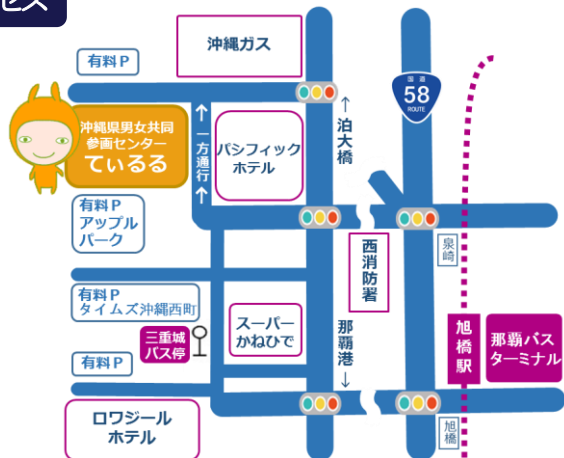 ビス
沖縄ガス
有料P
国道
58
ROUTE
↑泊大橋
沖縄県男女共同
参画センター
ているる
↑一方通行↑
パシフィック
ホテル
有料P
アップル
パーク
泉崎
西消防署
有料P
タイムズ沖縄西町
三重城
バス停
スーパー
かねひで
那覇港↓
旭橋駅
那覇バス
ターミナル
有料P
ロワジール
ホテル
旭橋